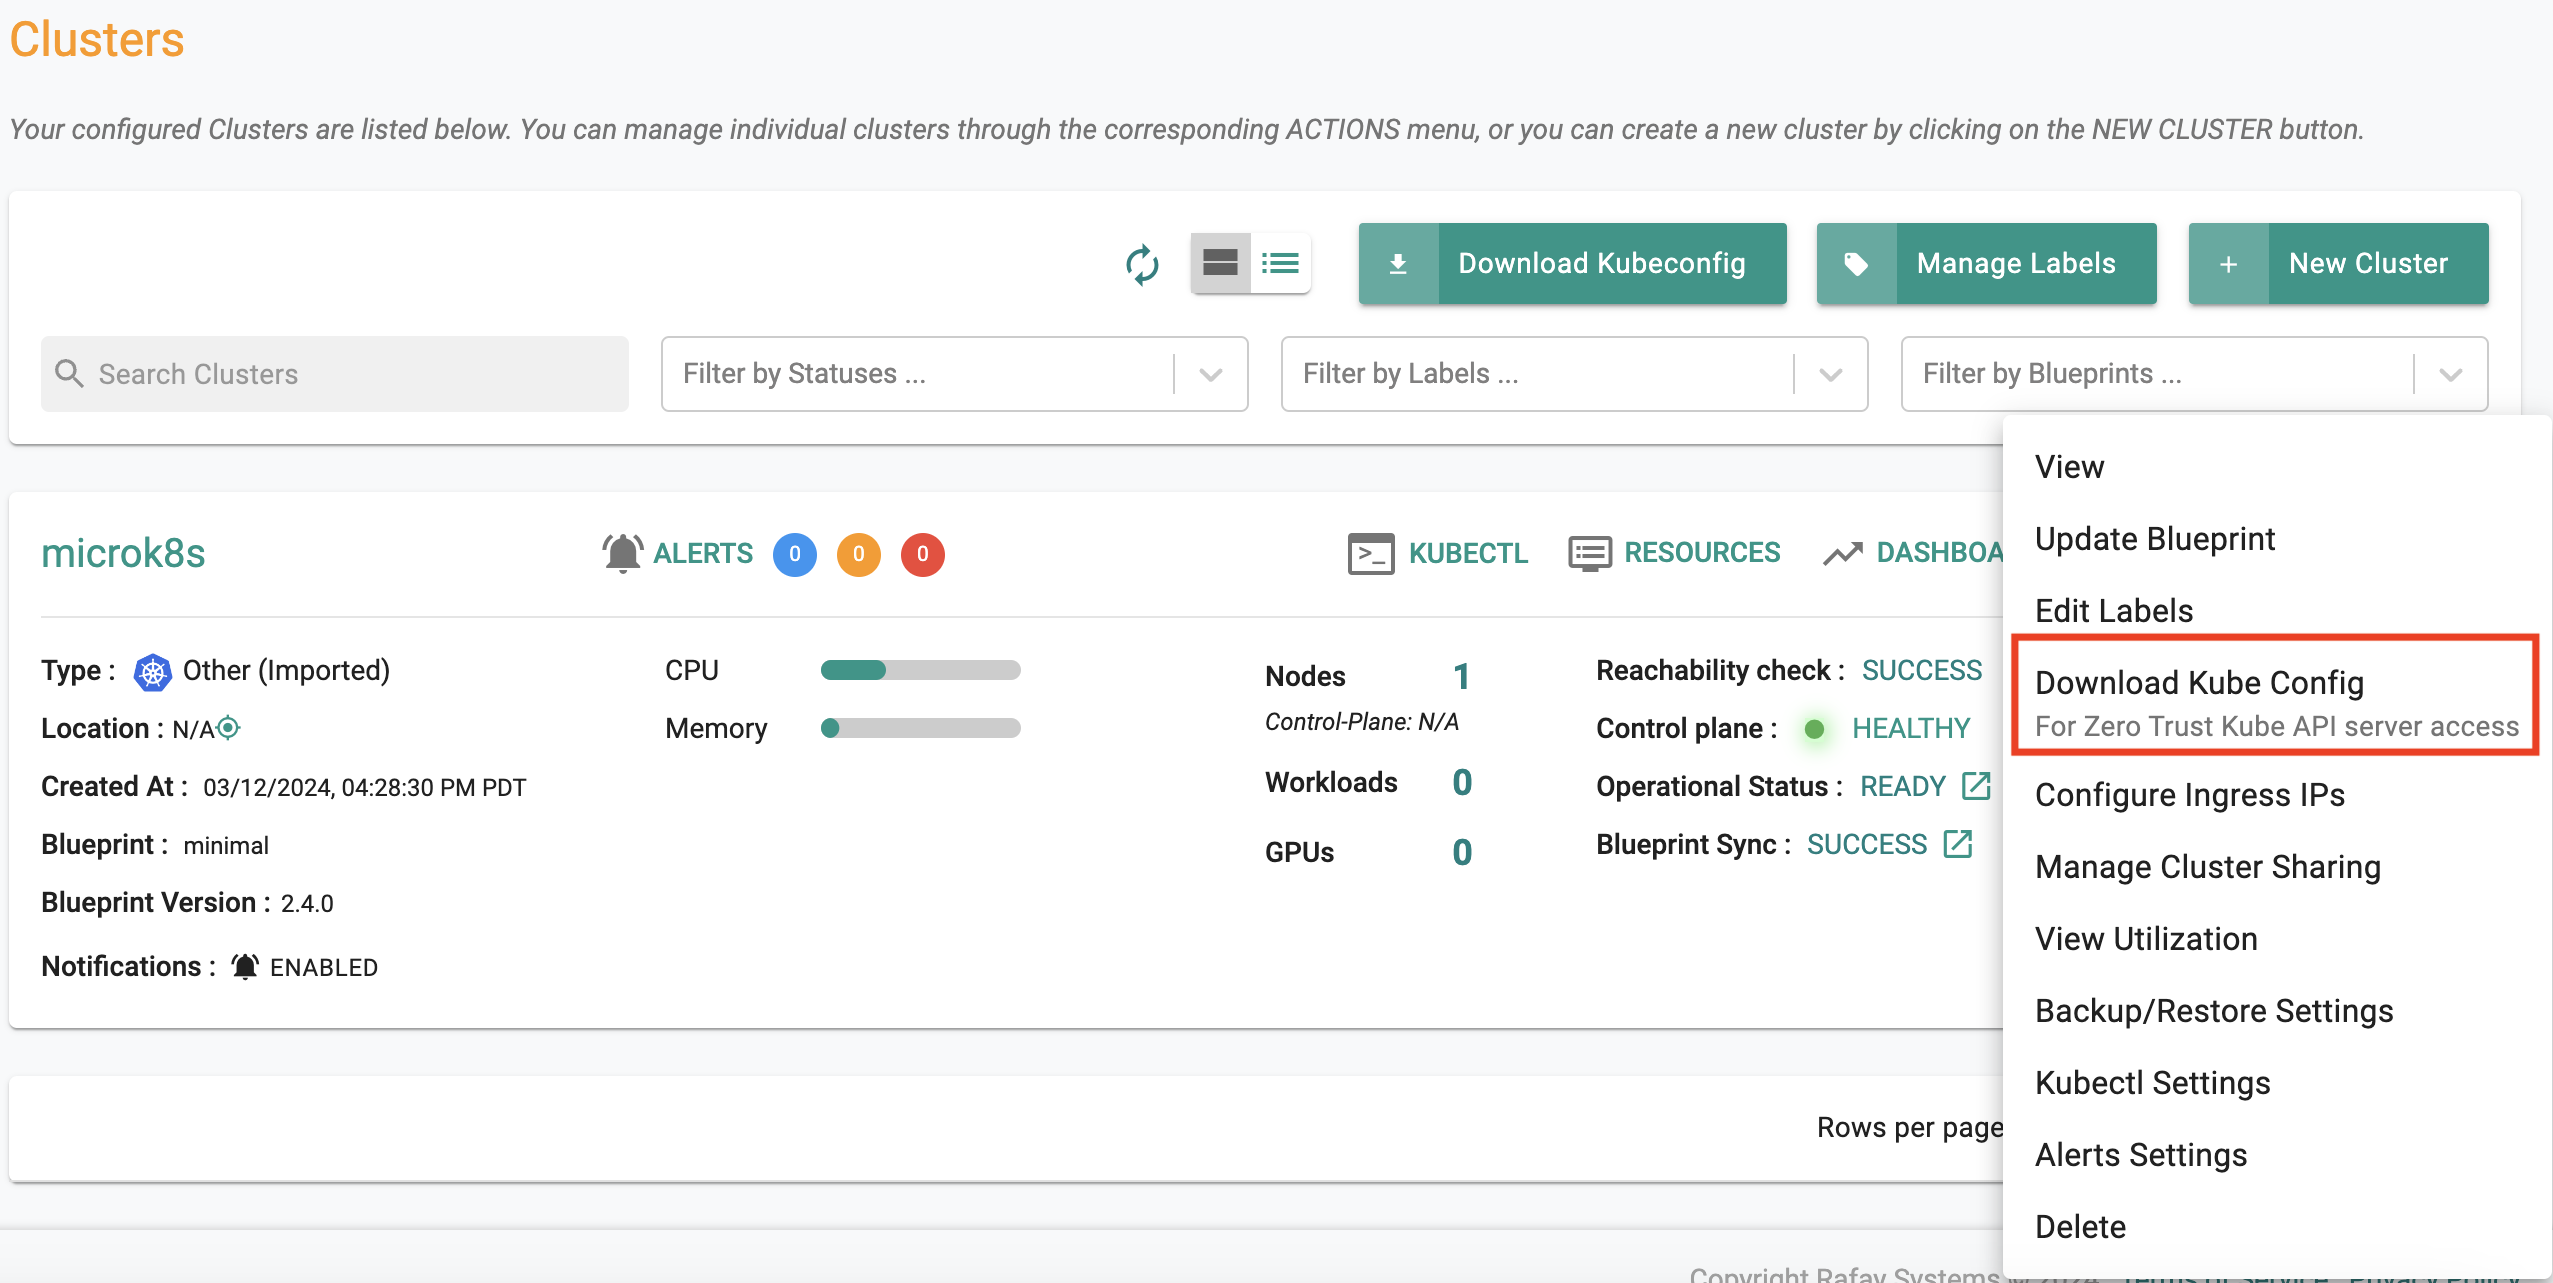 Clusters
Your configured Clusters are listed below. You can manage individual clusters through the corresponding ACTIONS menu, or you can create a new cluster by clicking on the NEW CLUSTER button.
Download Kubeconfig
Manage Labels
New Cluster
Search Clusters
Filter by Statuses ...
Filter by Labels ...
Filter by Blueprints ...
microk8s
ALERTS 0 0 0
KUBECTL
RESOURCES
DASHBOA
Type : Other (Imported)
Location : N/A
Created At : 03/12/2024, 04:28:30 PM PDT
Blueprint : minimal
Blueprint Version : 2.4.0
Notifications : ENABLED
CPU
Memory
Nodes 1
Control-Plane: N/A
Workloads 0
GPUs 0
Reachability check : SUCCESS
Control plane : HEALTHY
Operational Status : READY
Blueprint Sync : SUCCESS
View
Update Blueprint
Edit Labels
Download Kube Config
For Zero Trust Kube API server access
Configure Ingress IPs
Manage Cluster Sharing
View Utilization
Backup/Restore Settings
Kubectl Settings
Alerts Settings
Delete
Rows per page
Copyright Rafay Systems